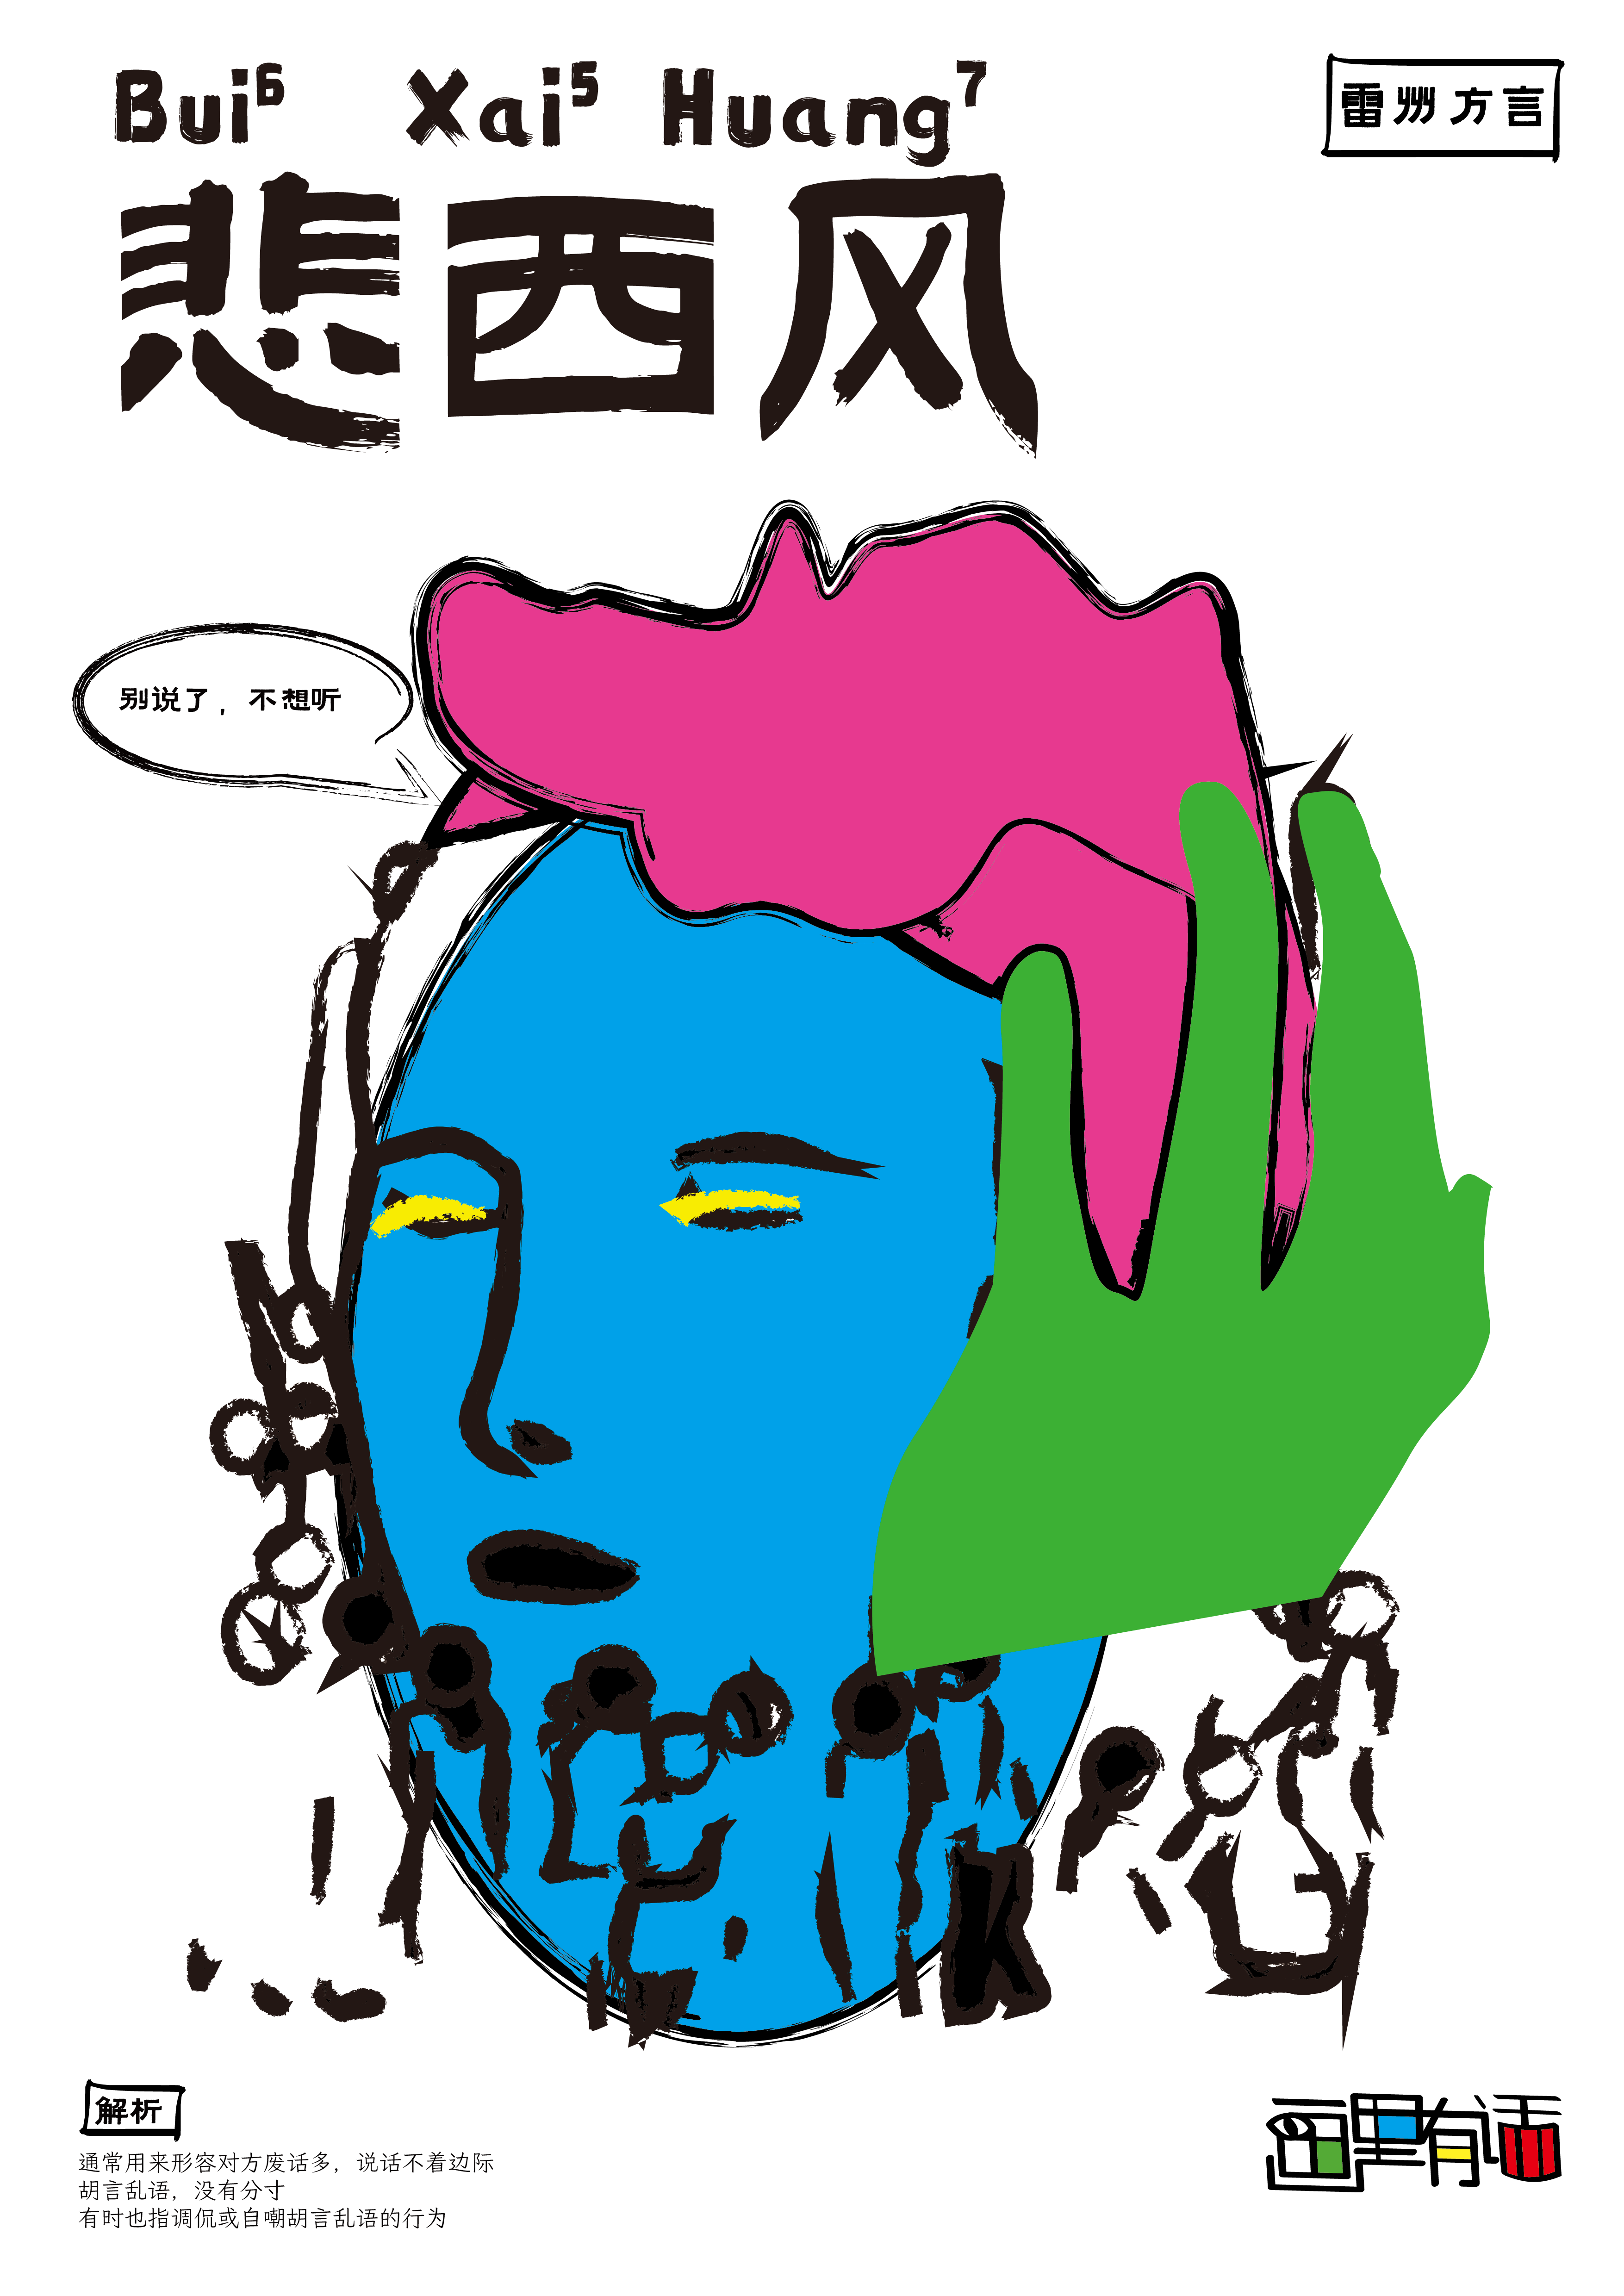 Bui⁶ Xai⁵ Huang⁷
雷州方言
悲西风
别说了，不想听
解析
通常用来形容对方废话多，说话不着边际
胡言乱语，没有分寸
有时也指调侃或自嘲胡言乱语的行为
画里有话